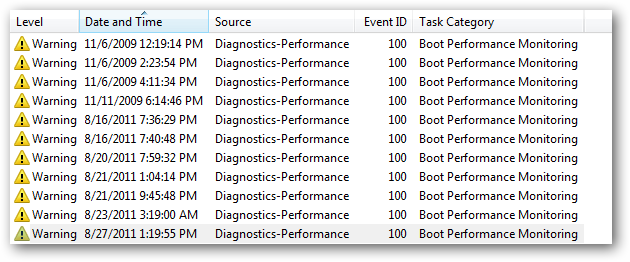 Level Date and Time Source Event ID Task Category
Warning 11/6/2009 12:19:14 PM Diagnostics-Performance 100 Boot Performance Monitoring
Warning 11/6/2009 2:23:54 PM Diagnostics-Performance 100 Boot Performance Monitoring
Warning 11/6/2009 4:11:34 PM Diagnostics-Performance 100 Boot Performance Monitoring
Warning 11/11/2009 6:14:46 PM Diagnostics-Performance 100 Boot Performance Monitoring
Warning 8/16/2011 7:36:29 PM Diagnostics-Performance 100 Boot Performance Monitoring
Warning 8/16/2011 7:40:48 PM Diagnostics-Performance 100 Boot Performance Monitoring
Warning 8/20/2011 7:59:32 PM Diagnostics-Performance 100 Boot Performance Monitoring
Warning 8/21/2011 1:04:14 PM Diagnostics-Performance 100 Boot Performance Monitoring
Warning 8/21/2011 9:45:48 PM Diagnostics-Performance 100 Boot Performance Monitoring
Warning 8/23/2011 3:19:00 AM Diagnostics-Performance 100 Boot Performance Monitoring
Warning 8/27/2011 1:19:55 PM Diagnostics-Performance 100 Boot Performance Monitoring